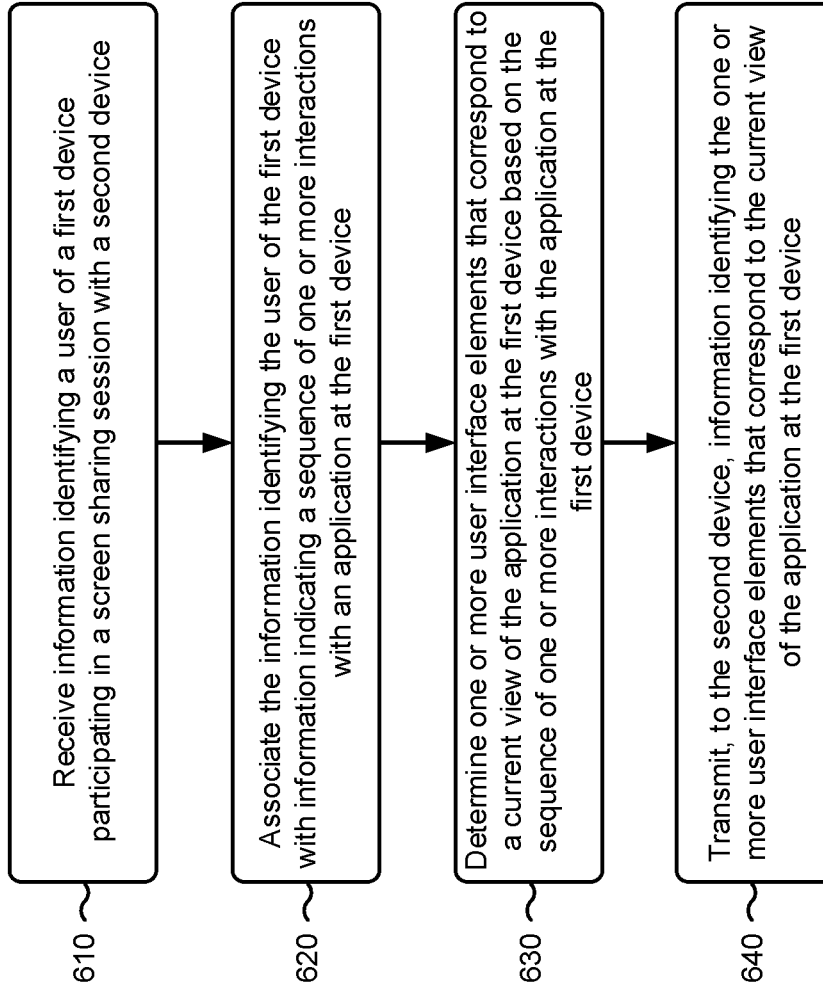 610
Receive information identifying a user of a first device
participating in a screen sharing session with a second device
620
Associate the information identifying the user of the first device
with information indicating a sequence of one or more interactions
with an application at the first device
630
Determine one or more user interface elements that correspond to
a current view of the application at the first device based on the
sequence of one or more interactions with the application at the
first device
640
Transmit, to the second device, information identifying the one or
more user interface elements that correspond to the current view
of the application at the first device